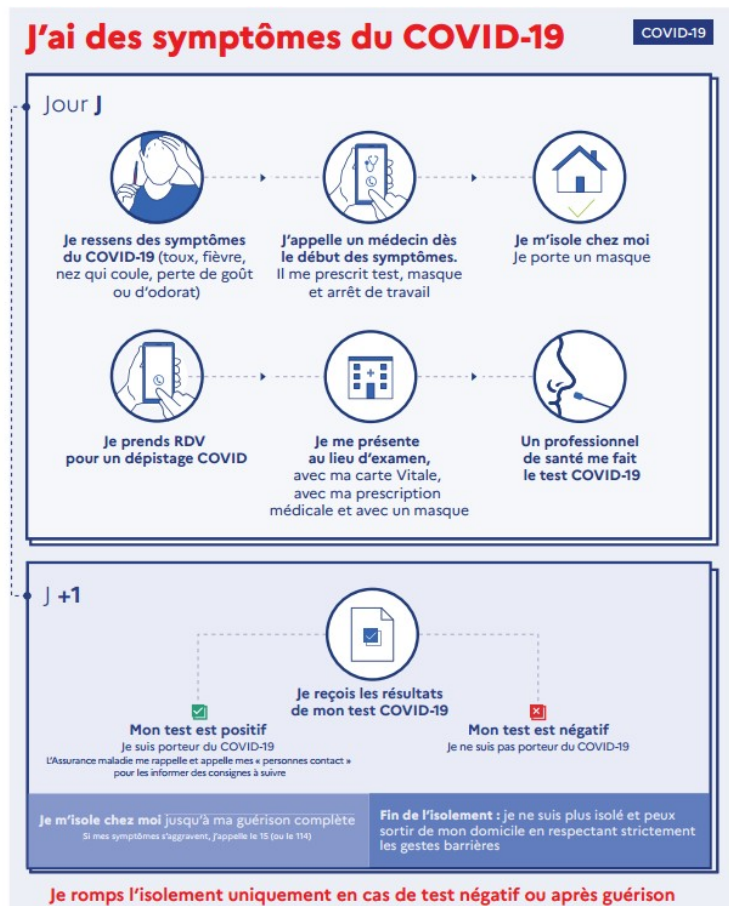 J'ai des symptômes du COVID-19
COVID-19
Jour J
Je ressens des symptômes
du COVID-19 (toux, fièvre,
nez qui coule, perte de goût
ou d'odorat)
J'appelle un médecin dès
le début des symptômes.
Il me prescrit test, masque
et arrêt de travail
Je m'isole chez moi
Je porte un masque
Je prends RDV
pour un dépistage COVID
Je me présente
au lieu d'examen,
avec ma carte Vitale,
avec ma prescription
médicale et avec un masque
Un professionnel
de santé me fait
le test COVID-19
J +1
Je reçois les résultats
de mon test COVID-19
Mon test est positif
Je suis porteur du COVID-19
L'Assurance maladie me rappelle et appelle mes « personnes contact »
pour les informer des consignes à suivre
Mon test est négatif
Je ne suis pas porteur du COVID-19
Je m'isole chez moi jusqu'à ma guérison complète
Si mes symptômes s'aggravent, j'appelle le 15 (ou le 114)
Fin de l'isolement : je ne suis plus isolé et peux
sortir de mon domicile en respectant strictement
les gestes barrières
Je romps l'isolement uniquement en cas de test négatif ou après guérison